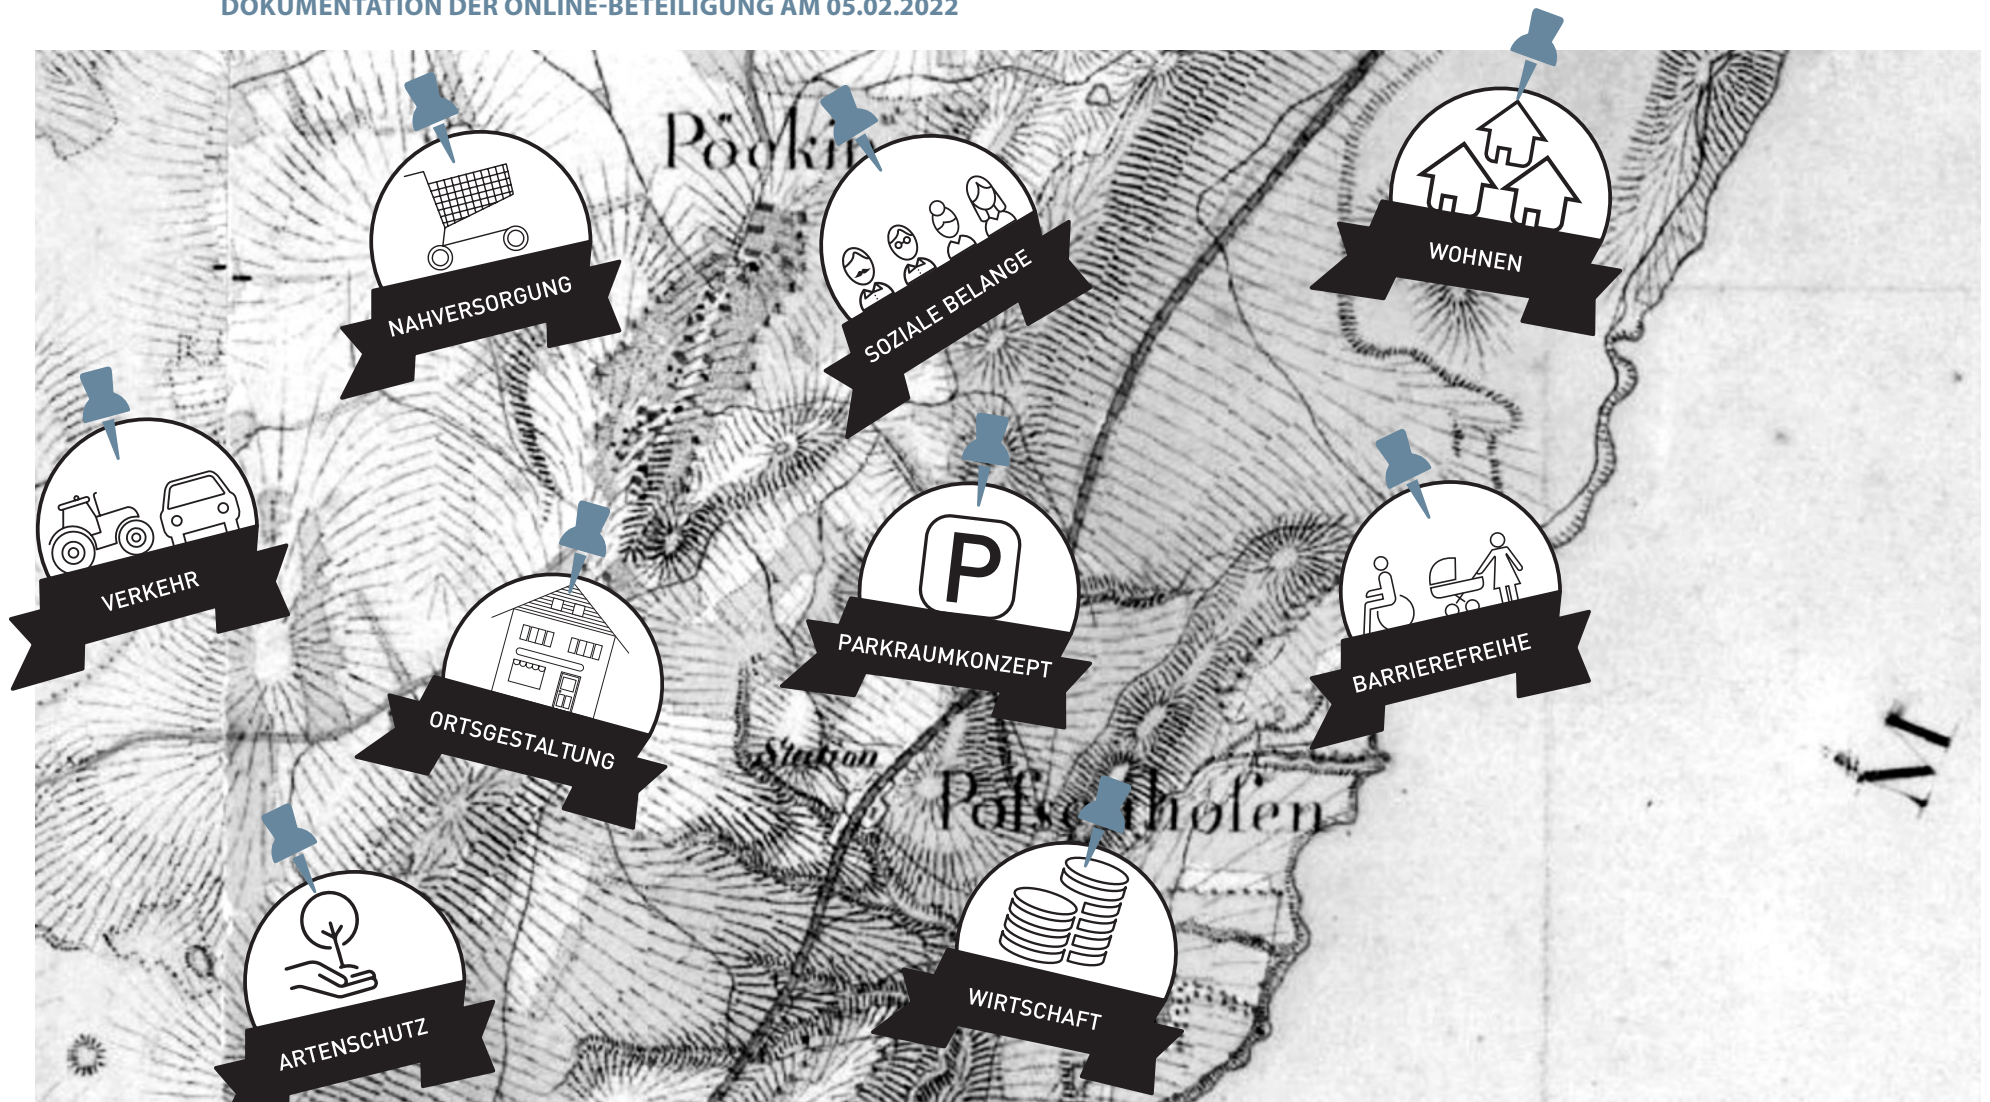 DOKUMENTATION DER ONLINE-BETEILIGUNG AM 05.02.2022
NAHVERSORGUNG
SOZIALE BELANGE
WOHNEN
VERKEHR
ORTSGESTALTUNG
P
PARKRAUMKONZEPT
BARRIEREFREIHE
Station
ARTENSCHUTZ
WIRTSCHAFT